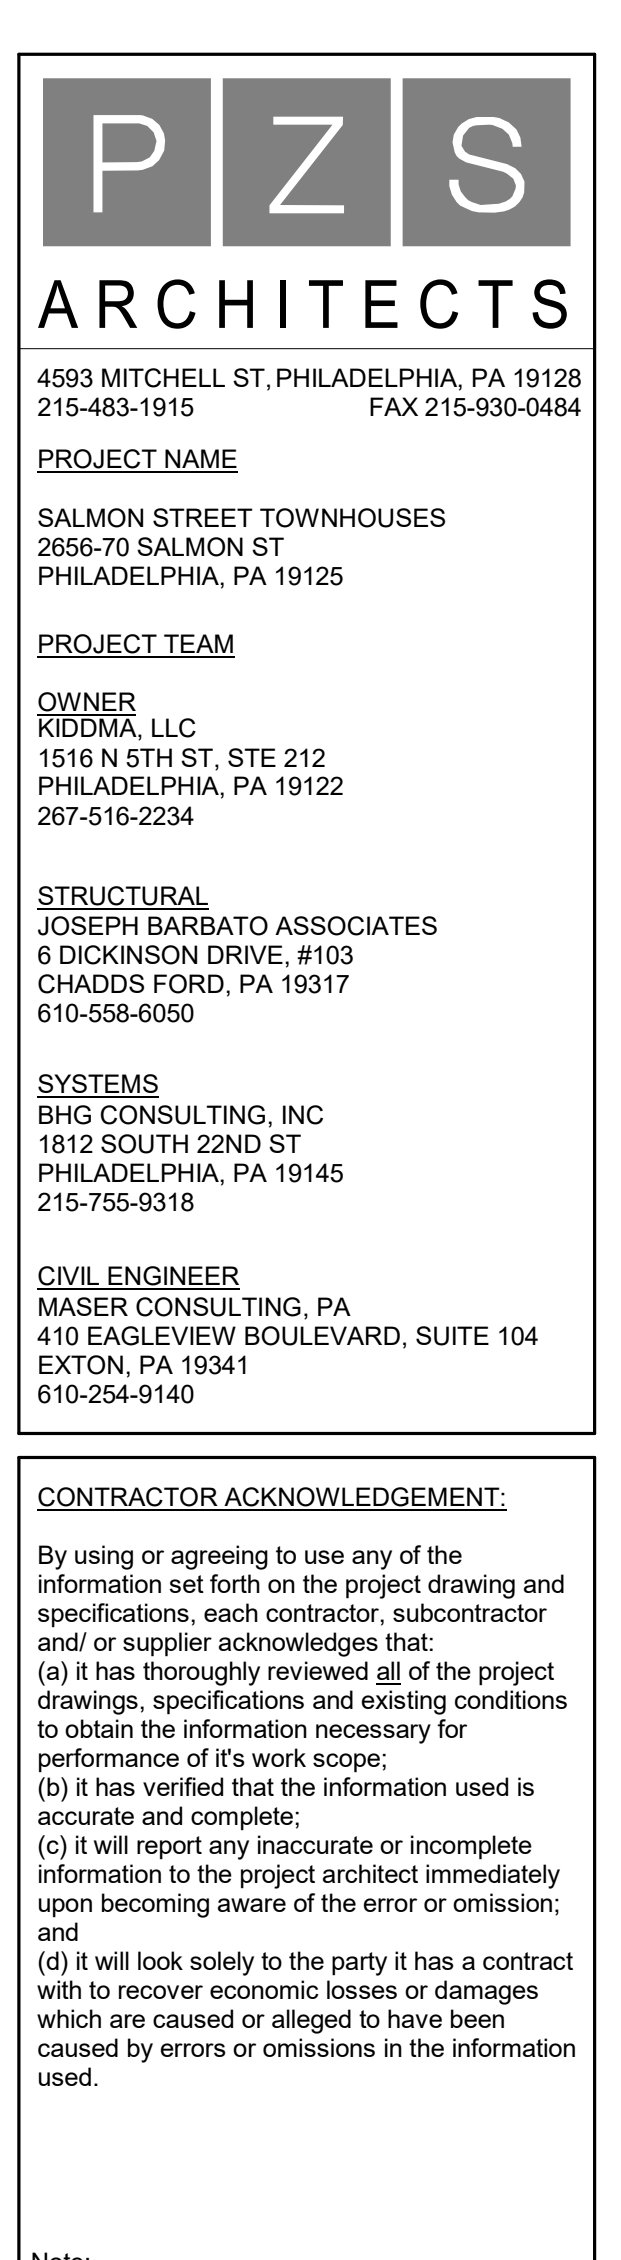 PZS
ARCHITECTS
4593 MITCHELL ST, PHILADELPHIA, PA 19128
215-483-1915 FAX 215-930-0484
PROJECT NAME
SALMON STREET TOWNHOUSES
2656-70 SALMON ST
PHILADELPHIA, PA 19125
PROJECT TEAM
OWNER
KIDDMA, LLC
1516 N 5TH ST, STE 212
PHILADELPHIA, PA 19122
267-516-2234
STRUCTURAL
JOSEPH BARBATO ASSOCIATES
6 DICKINSON DRIVE, #103
CHADDS FORD, PA 19317
610-558-6050
SYSTEMS
BHG CONSULTING, INC
1812 SOUTH 22ND ST
PHILADELPHIA, PA 19145
215-755-9318
CIVIL ENGINEER
MASER CONSULTING, PA
410 EAGLEVIEW BOULEVARD, SUITE 104
EXTON, PA 19341
610-254-9140
CONTRACTOR ACKNOWLEDGEMENT:
By using or agreeing to use any of the
information set forth on the project drawing and
specifications, each contractor, subcontractor
and/ or supplier acknowledges that:
(a) it has thoroughly reviewed all of the project
drawings, specifications and existing conditions
to obtain the information necessary for
performance of it's work scope;
(b) it has verified that the information used is
accurate and complete;
(c) it will report any inaccurate or incomplete
information to the project architect immediately
upon becoming aware of the error or omission;
and
(d) it will look solely to the party it has a contract
with to recover economic losses or damages
which are caused or alleged to have been
caused by errors or omissions in the information
used.
Note: